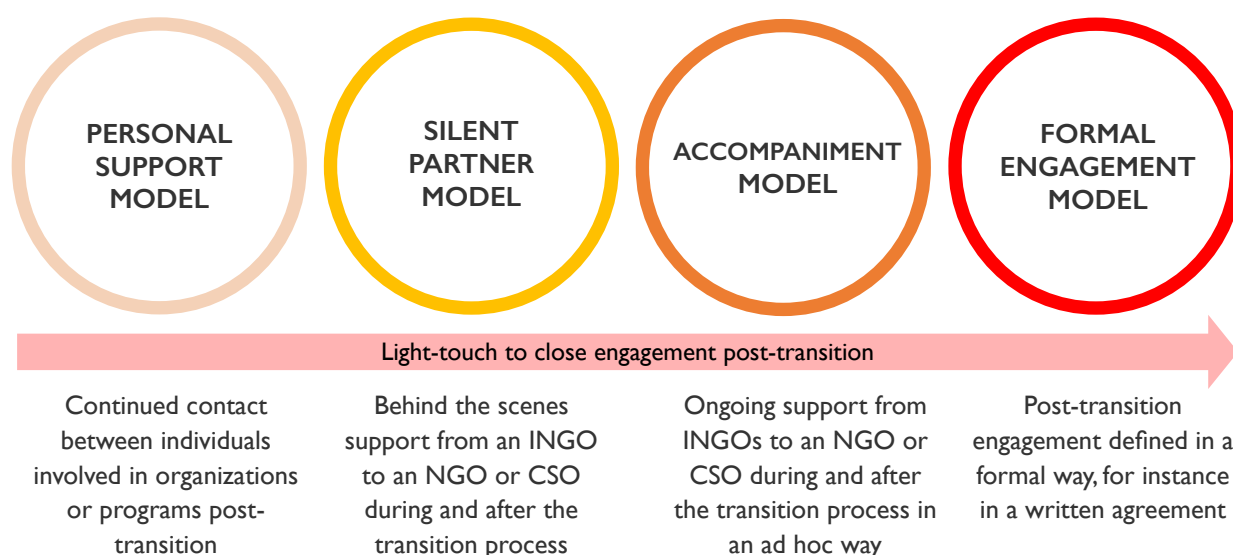 PERSONAL
SUPPORT
MODEL
SILENT
PARTNER
MODEL
ACCOMPANIMENT
MODEL
FORMAL
ENGAGEMENT
MODEL
Light-touch to close engagement post-transition
Continued contact
between individuals
involved in organizations
or programs post-
transition
Behind the scenes
support from an INGO
to an NGO or CSO
during and after the
transition process
Ongoing support from
INGOs to an NGO or
CSO during and after
the transition process in
an ad hoc way
Post-transition
engagement defined in a
formal way, for instance
in a written agreement